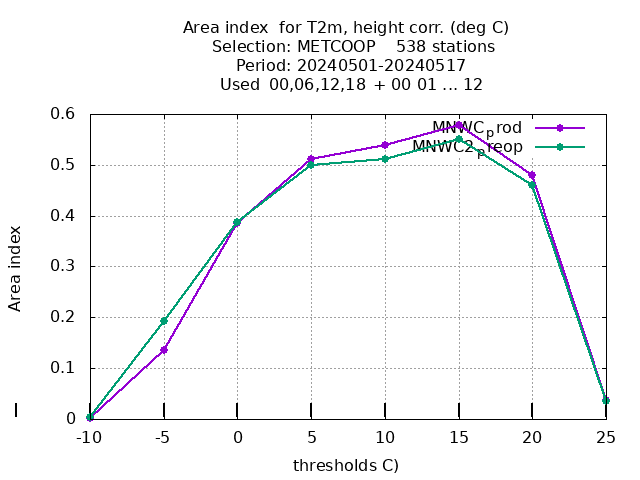 Area index  for T2m, height corr. (deg C)
Selection: METCOOP    538 stations
Period: 20240501-20240517
Used 00,06,12,18 + 00 01 ... 12
MNWCprod
MNWC2preop
0.6
0.5
0.4
0.3
0.2
0.1
0
Area index
-10 -5 0 5 10 15 20 25
thresholds C)